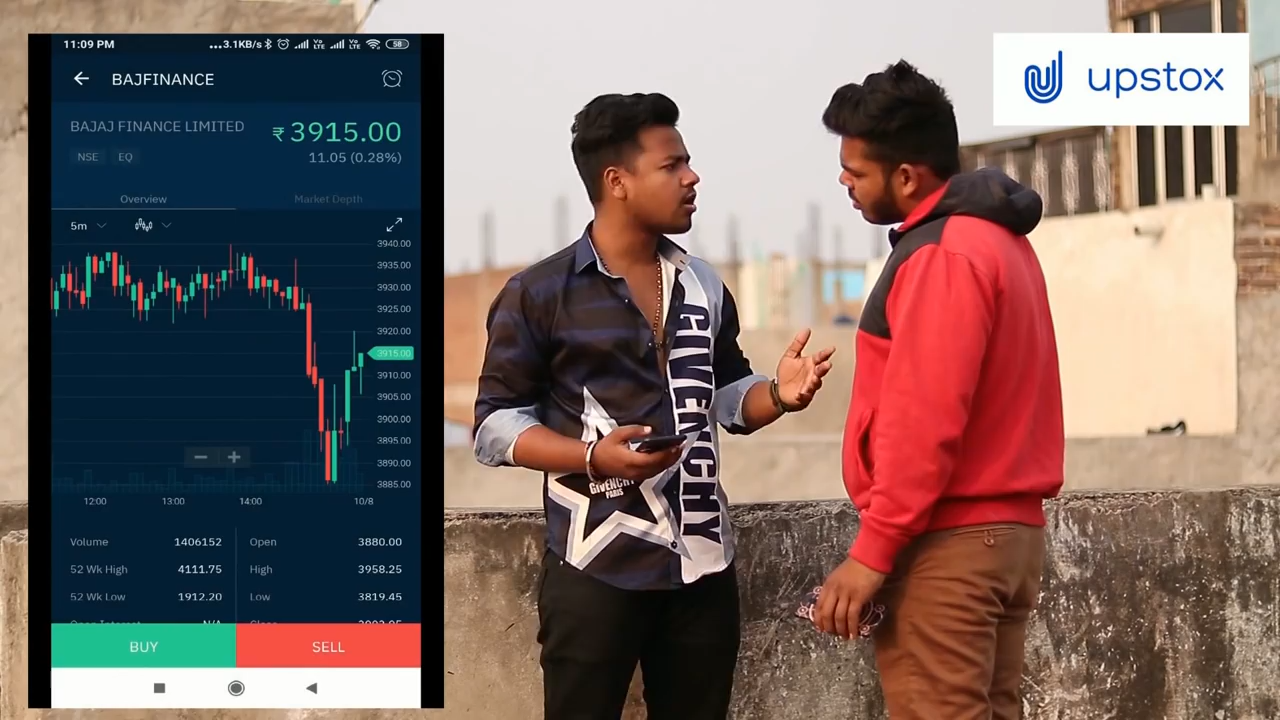 11:09 PM
...3.1KB/s Vo LTE Vo LTE 58
BAJFINANCE
BAJAJ FINANCE LIMITED
₹ 3915.00
11.05 (0.28%)
NSE EQ
Overview Market Depth
5m
3940.00
3935.00
3930.00
3925.00
3920.00
3915.00
3910.00
3905.00
3900.00
3895.00
3890.00
3885.00
12:00 13:00 14:00 10/8
Volume 1406152 Open 3880.00
52 Wk High 4111.75 High 3958.25
52 Wk Low 1912.20 Low 3819.45
BUY SELL
upstox
GIVENCHY
GIVENCHY
PARIS